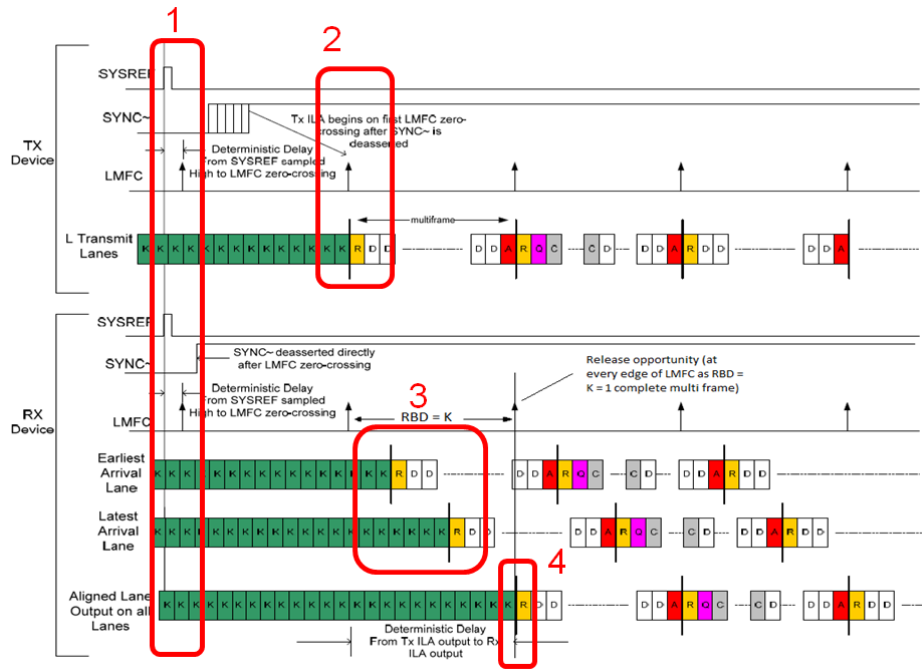 1
2
SYSREF
SYNC~
Tx ILA begins on first LMFC zero-
crossing after SYNC~ is
deasserted
TX
Device
Deterministic Delay
From SYSREF sampled
High to LMFC zero-crossing
LMFC
multiframe
L Transmit
Lanes
K K K K K K K K K K K K K K R D D
D D A R Q C
C D
D D A R D D
D D A
SYSREF
SYNC~
SYNC~ deasserted directly
after LMFC zero-crossing
Release opportunity (at
every edge of LMFC as RBD =
K = 1 complete multi frame)
Deterministic Delay
From SYSREF sampled
High to LMFC zero-crossing
3
RX
Device
LMFC
RBD = K
Earliest
Arrival
Lane
K K K K K K K K K K K K K K K K R D D
D D A R Q C
C D
D D A R D D
Latest
Arrival
Lane
K K K K K K K K K K K K K K K K K K K K R D D
D D A R Q C
C D
D D A R D D
4
Aligned Lane
Output on all
Lanes
K K K K K K K K K K K K K K K K K K K K K K K K R D D
D D A R Q C
C D
D D A R D D
Deterministic Delay
From Tx ILA output to Rx
ILA output